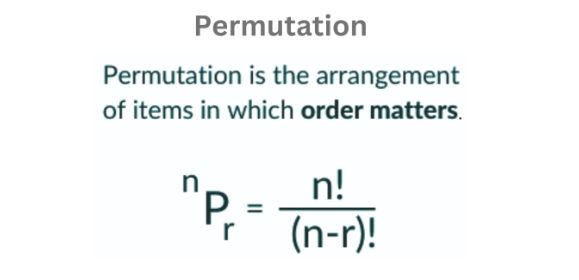 Permutation
Permutation is the arrangement
of items in which order matters.
ⁿPᵣ = n!/(n-r)!